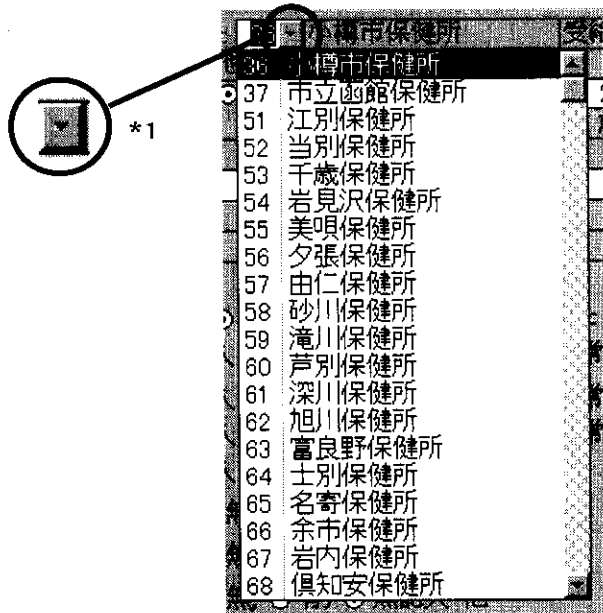 小樽市保健所
36 小樽市保健所
37 市立函館保健所
*1
51 江別保健所
52 当別保健所
53 千歳保健所
54 岩見沢保健所
55 美唄保健所
56 夕張保健所
57 由仁保健所
58 砂川保健所
59 滝川保健所
60 芦別保健所
61 深川保健所
62 旭川保健所
63 富良野保健所
64 士別保健所
65 名寄保健所
66 余市保健所
67 岩内保健所
68 倶知安保健所